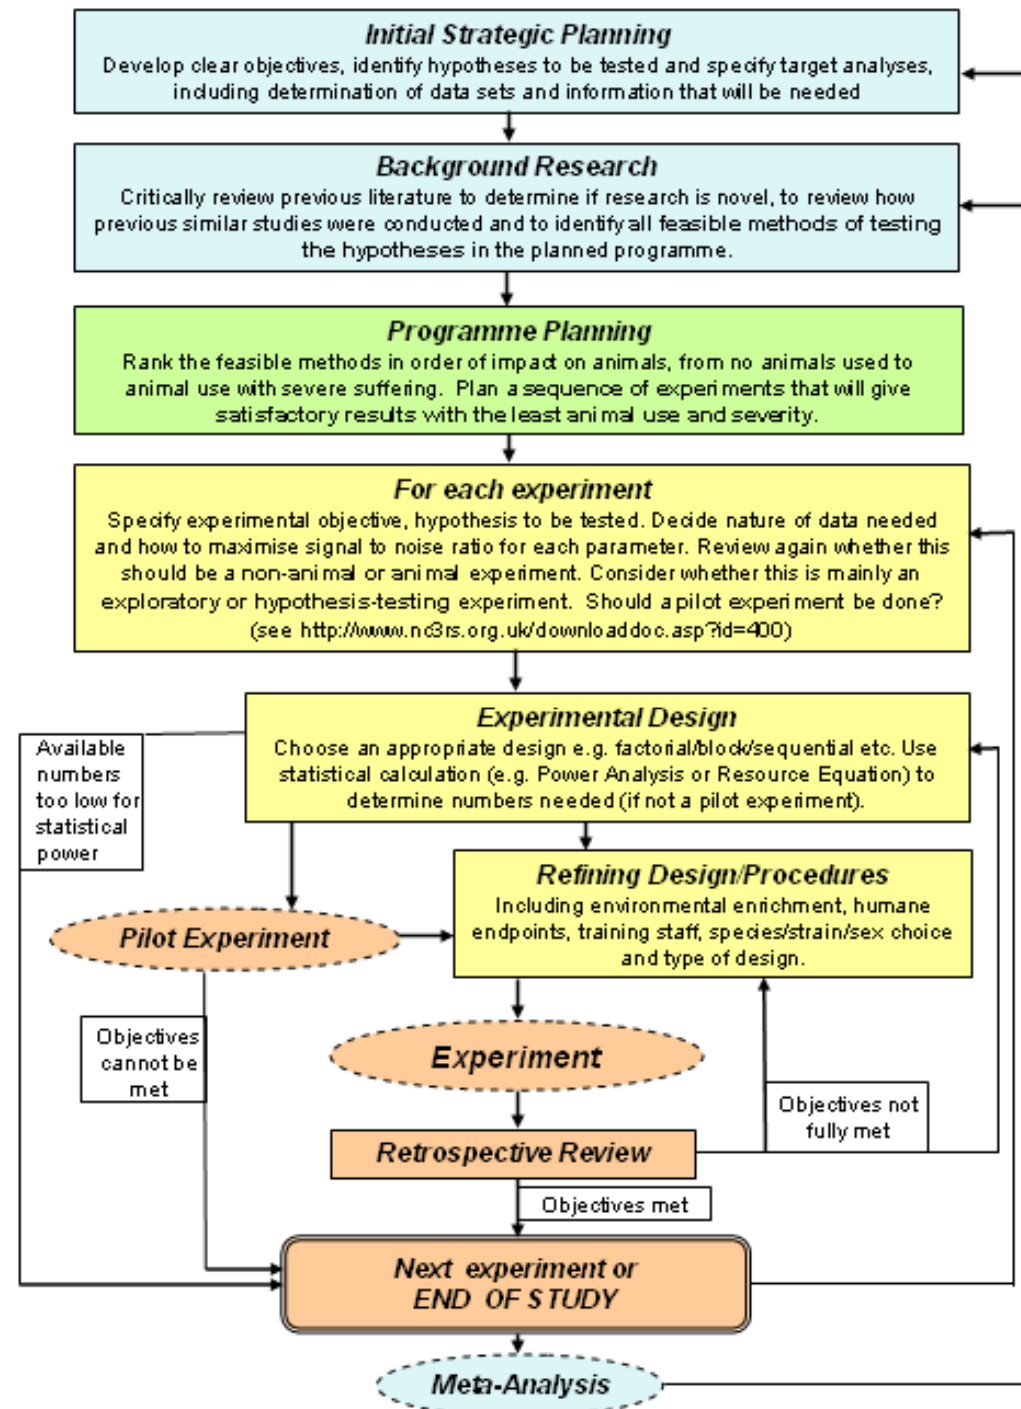 Initial Strategic Planning
Develop clear objectives, identify hypotheses to be tested and specify target analyses,
including determination of data sets and information that will be needed
Background Research
Critically review previous literature to determine if research is novel, to review how
previous similar studies were conducted and to identify all feasible methods of testing
the hypotheses in the planned programme.
Programme Planning
Rank the feasible methods in order of impact on animals, from no animals used to
animal use with severe suffering. Plan a sequence of experiments that will give
satisfactory results with the least animal use and severity.
For each experiment
Specify experimental objective, hypothesis to be tested. Decide nature of data needed
and how to maximise signal to noise ratio for each parameter. Review again whether this
should be a non-animal or animal experiment. Consider whether this is mainly an
exploratory or hypothesis-testing experiment. Should a pilot experiment be done?
(see http://www.nc3rs.org.uk/downloaddoc.asp?id=400)
Experimental Design
Choose an appropriate design e.g. factorial/block/sequential etc. Use
statistical calculation (e.g. Power Analysis or Resource Equation) to
determine numbers needed (if not a pilot experiment).
Available
numbers
too low for
statistical
power
Refining Design/Procedures
Including environmental enrichment, humane
endpoints, training staff, species/strain/sex choice
and type of design.
Pilot Experiment
Objectives
cannot be
met
Experiment
Objectives not
fully met
Retrospective Review
Objectives met
Next experiment or
END OF STUDY
Meta-Analysis